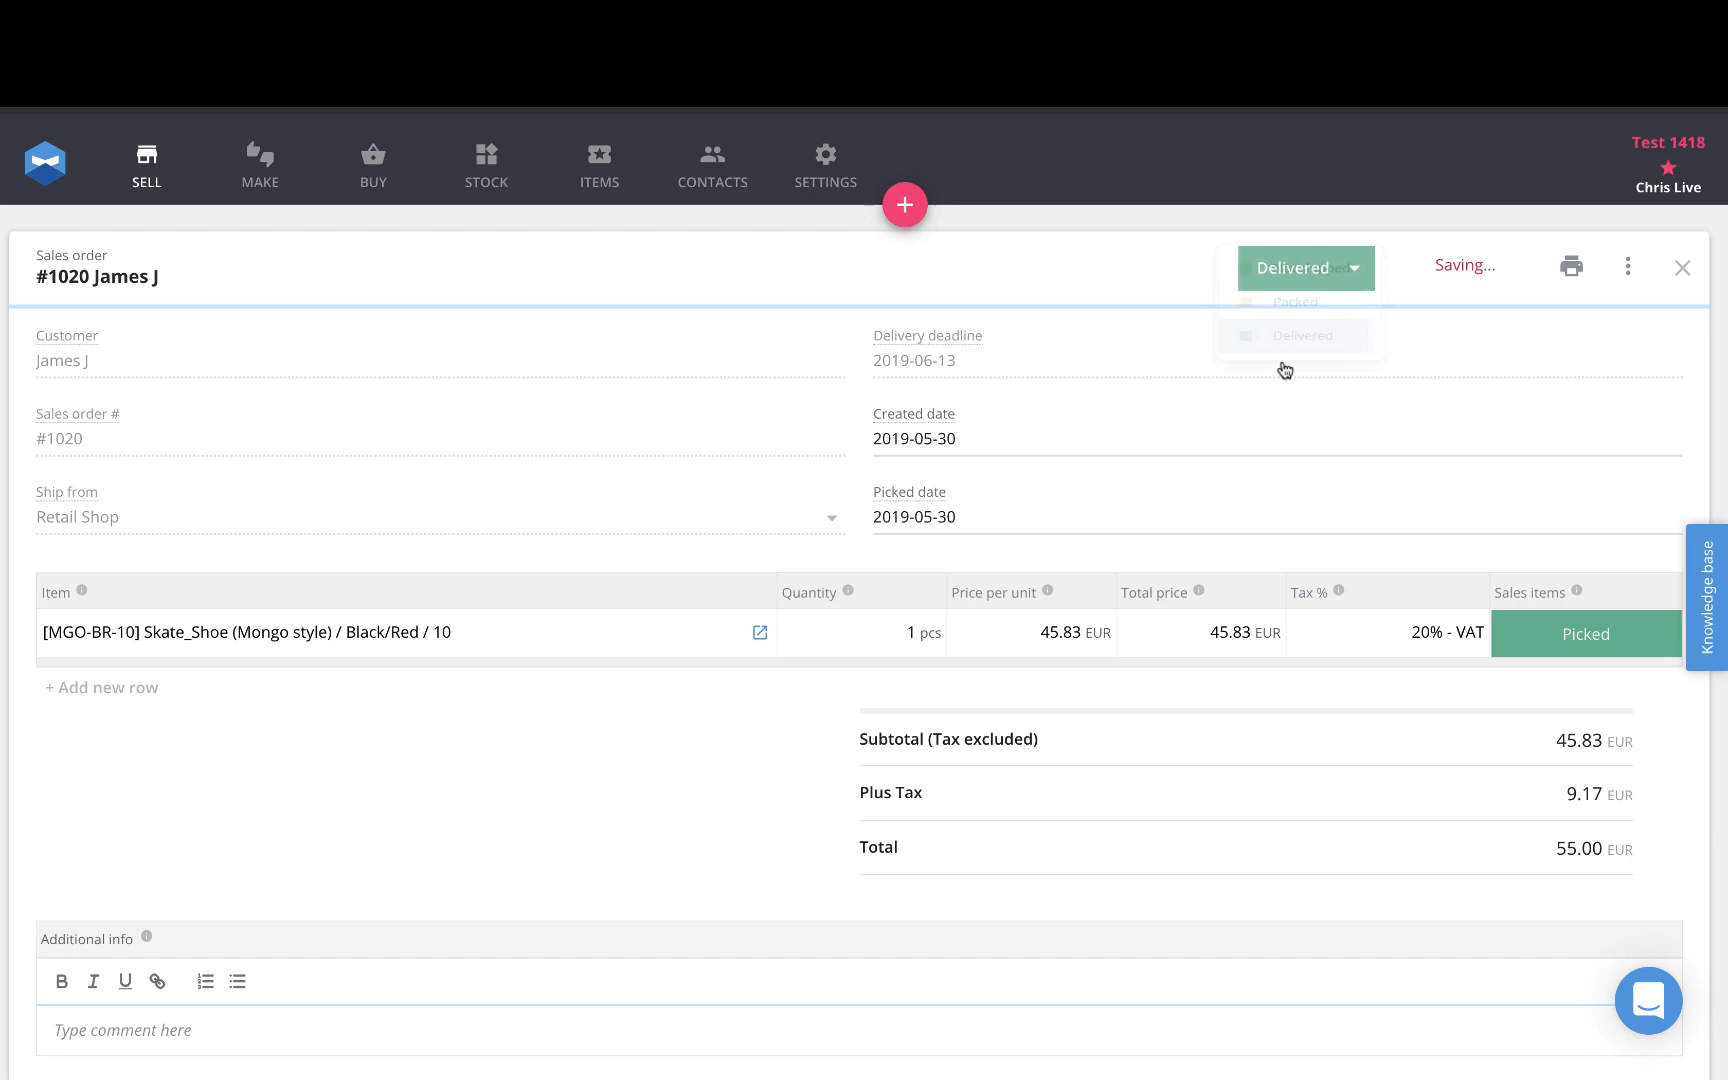 SELL
MAKE
BUY
STOCK
ITEMS
CONTACTS
SETTINGS
+
Test 1418
Chris Live
Sales order
#1020 James J
Delivered
Saving...
Packed
Delivered
Customer
James J
Delivery deadline
2019-06-13
Sales order #
#1020
Created date
2019-05-30
Ship from
Retail Shop
Picked date
2019-05-30
Knowledge base
Item Quantity Price per unit Total price Tax % Sales items
[MGO-BR-10] Skate_Shoe (Mongo style) / Black/Red / 10 1 pcs 45.83 EUR 45.83 EUR 20% - VAT Picked
+ Add new row
Subtotal (Tax excluded) 45.83 EUR
Plus Tax 9.17 EUR
Total 55.00 EUR
Additional info
B I U
Type comment here